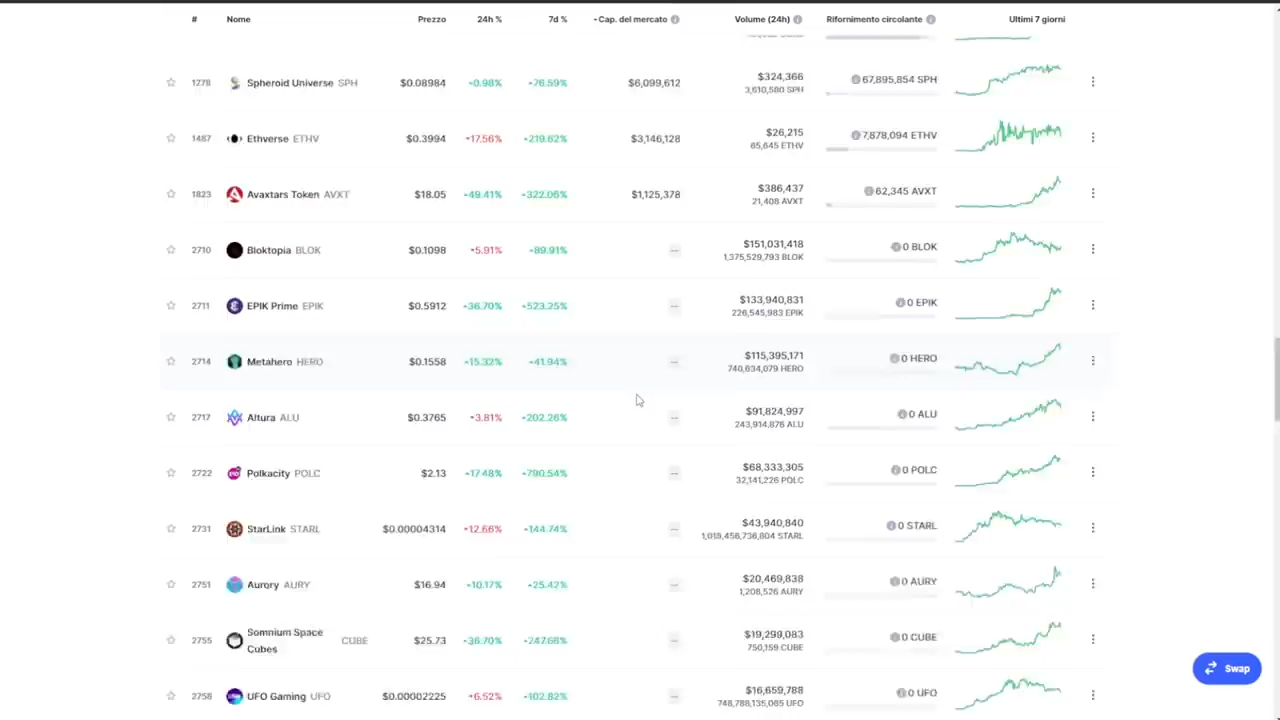 # Nome Prezzo 24h % 7d % Cap. del mercato Volume (24h) Rifornimento circolante Ultimi 7 giorni
1778 Spheroid Universe SPH $0.08984 0.98% 76.59% $6,099,612 $324,366 67,895,854 SPH
3,610,580 SPH
1487 Ethverse ETHV $0.3994 17.56% 219.62% $3,146,128 $26,215 7,878,094 ETHV
65,645 ETHV
1823 Avaxtars Token AVXT $18.05 49.41% 322.06% $1,125,378 $386,437 62,345 AVXT
21,408 AVXT
2710 Bloktopia BLOK $0.1098 5.91% 89.91% -- $151,031,418 0 BLOK
1,375,529,793 BLOK
2711 EPIK Prime EPIK $0.5912 36.70% 523.25% -- $133,940,831 0 EPIK
226,545,983 EPIK
2714 Metahero HERO $0.1558 15.32% 41.94% -- $115,395,171 0 HERO
740,634,079 HERO
2717 Altura ALU $0.3765 3.81% 202.26% -- $91,824,997 0 ALU
243,914,876 ALU
2722 Polkacity POLC $2.13 17.48% 790.54% -- $68,333,305 0 POLC
32,141,226 POLC
2731 StarLink STARL $0.00004314 12.66% 144.74% -- $43,940,840 0 STARL
1,019,456,736,804 STARL
2751 Aurory AURY $16.94 10.17% 25.42% -- $20,469,838 0 AURY
1,208,526 AURY
2755 Somnium Space Cubes CUBE $25.73 36.70% 247.68% -- $19,299,083 0 CUBE
750,159 CUBE
2758 UFO Gaming UFO $0.00002225 6.52% 102.82% -- $16,659,788 0 UFO
748,788,135,065 UFO
Swap